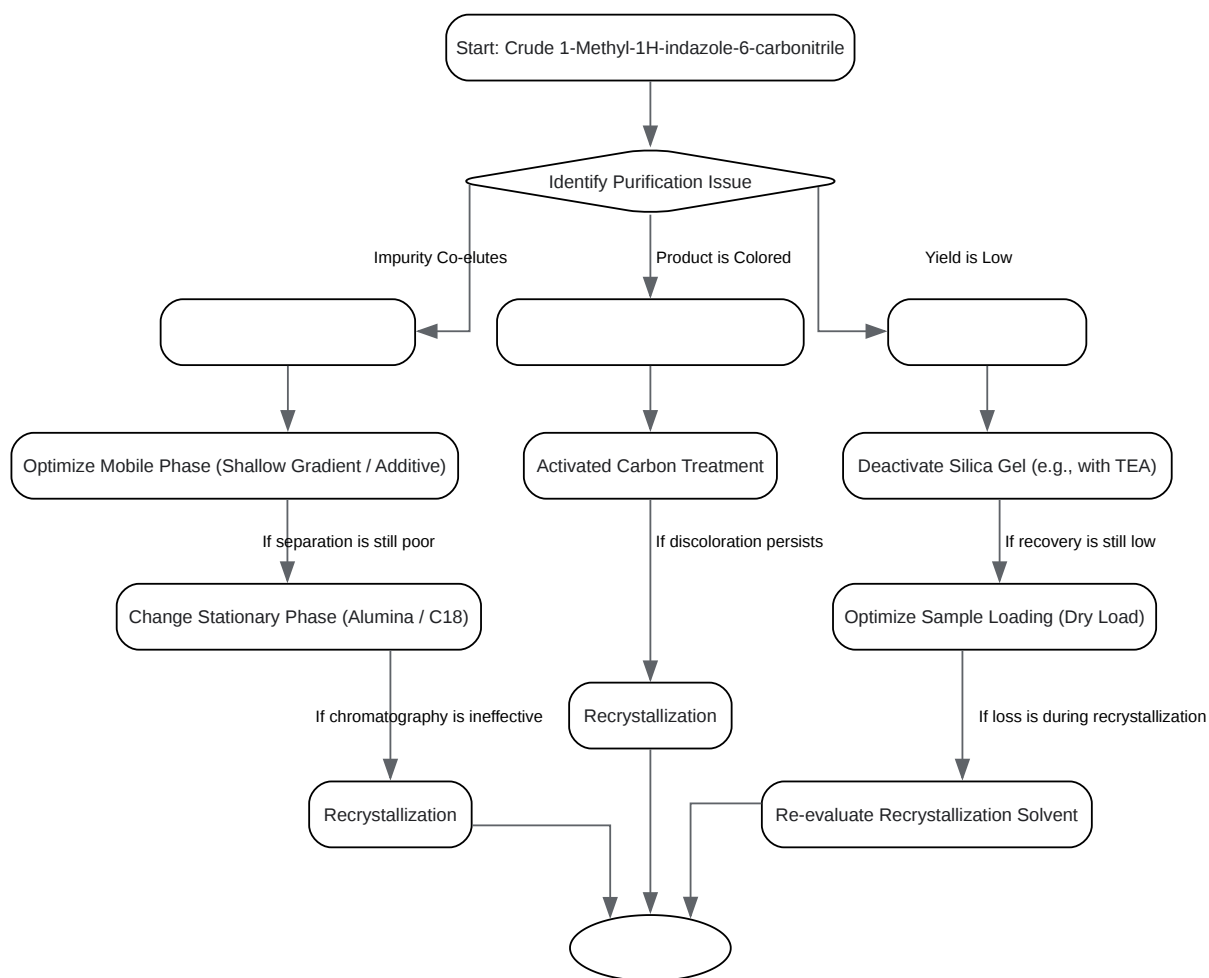 Start: Crude 1-Methyl-1H-indazole-6-carbonitrile
Identify Purification Issue
Impurity Co-elutes
Product is Colored
Yield is Low
Optimize Mobile Phase (Shallow Gradient / Additive)
Activated Carbon Treatment
Deactivate Silica Gel (e.g., with TEA)
If separation is still poor
If discoloration persists
If recovery is still low
Change Stationary Phase (Alumina / C18)
Optimize Sample Loading (Dry Load)
If chromatography is ineffective
Recrystallization
If loss is during recrystallization
Recrystallization
Re-evaluate Recrystallization Solvent